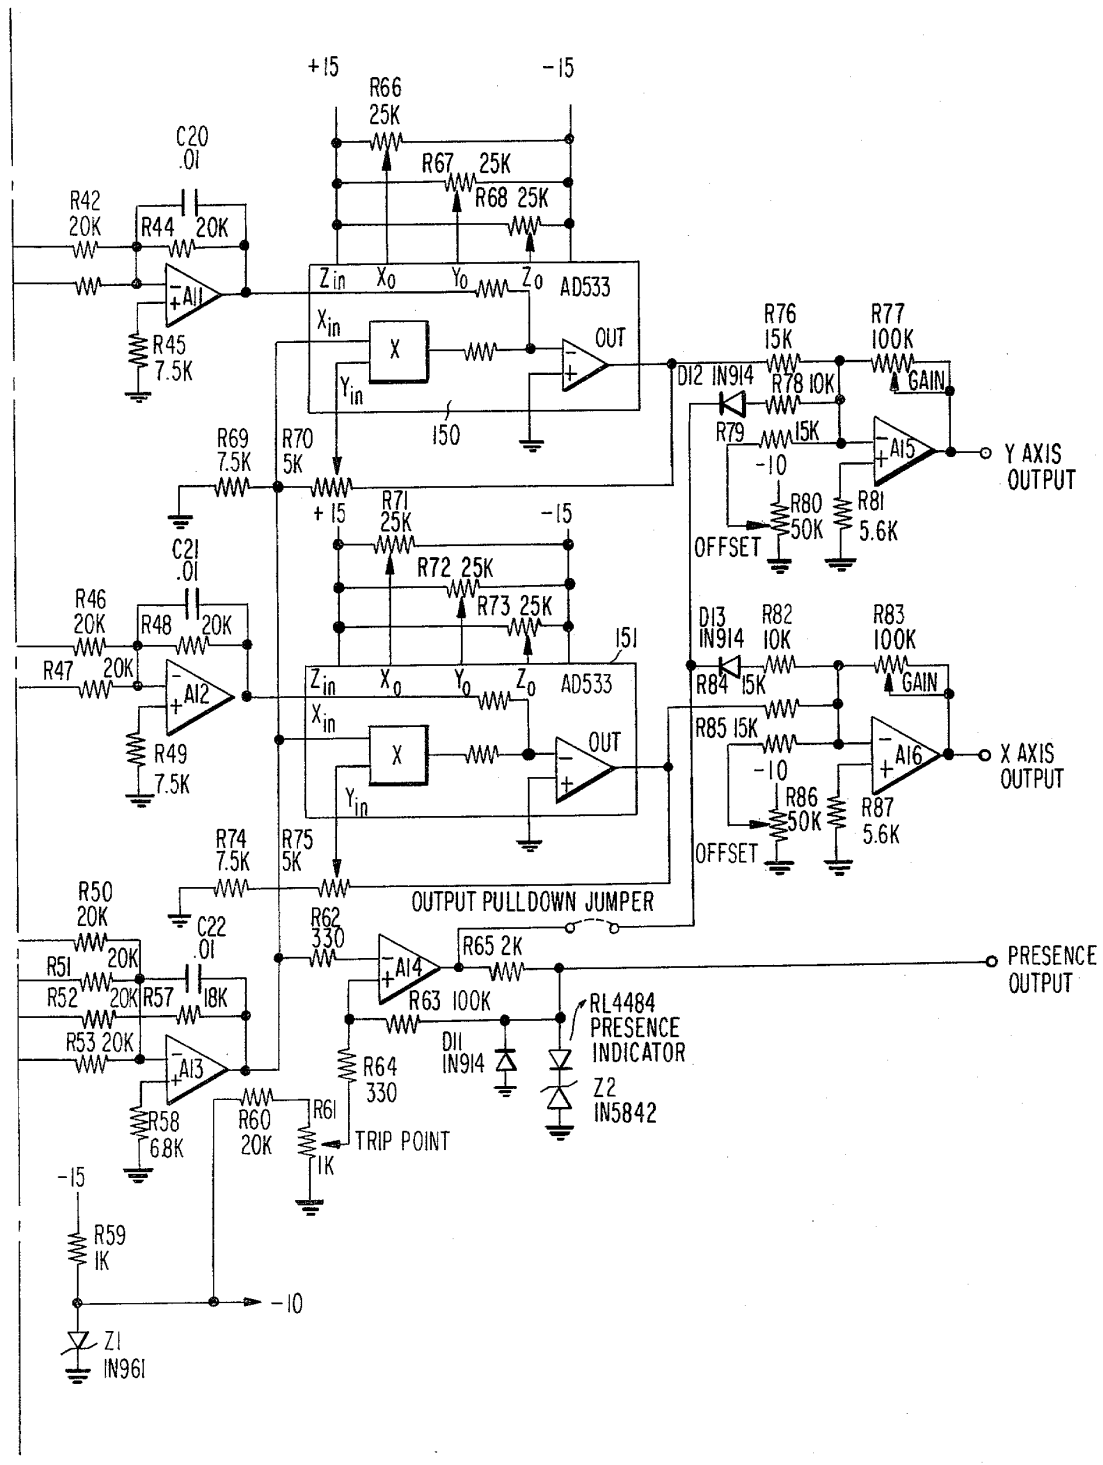 +15
-15
R66
25K
R67 25K
R68 25K
C20
.01
R42
20K
R44 20K
A11
R45
7.5K
Zin
Xo
Yo
Zo
AD533
Xin
X
OUT
Yin
150
R76
15K
R77
100K
D12 IN914
R78 10K
GAIN
R79
15K
A15
Y AXIS
OUTPUT
-10
R80
50K
R81
5.6K
OFFSET
R69
7.5K
R70
5K
+15
R71
25K
-15
R72 25K
R73 25K
C21
.01
R46
20K
R48
20K
R47
20K
A12
R49
7.5K
151
Zin
Xo
Yo
Zo
AD533
Xin
X
OUT
Yin
D13
IN914
R82
10K
R83
100K
GAIN
R84 15K
R85 15K
A16
X AXIS
OUTPUT
-10
R86
50K
R87
5.6K
OFFSET
R74
7.5K
R75
5K
OUTPUT PULLDOWN JUMPER
R50
20K
C22
.01
R51
20K
R52
20K
R57
18K
R53 20K
A13
R58
6.8K
R62
330
A14
R65 2K
PRESENCE
OUTPUT
R63 100K
D11
IN914
RL4484
PRESENCE
INDICATOR
Z2
IN5842
R64
330
R60
20K
R61
1K
TRIP POINT
-15
R59
1K
-10
Z1
IN961